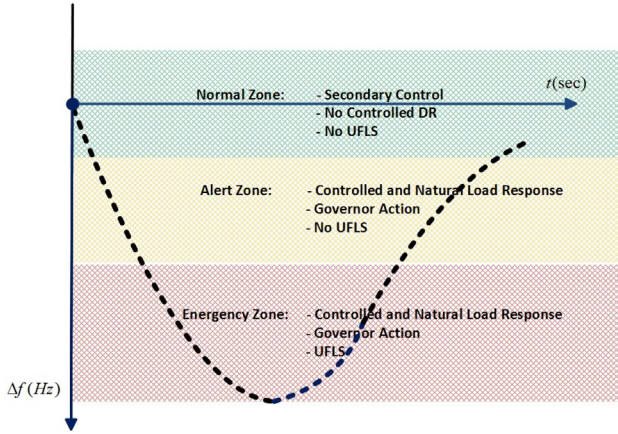 t(sec)
Normal Zone: - Secondary Control
- No Controlled DR
- No UFLS
Alert Zone: - Controlled and Natural Load Response
- Governor Action
- No UFLS
Energency Zone: - Controlled and Natural Load Response
- Governor Action
- UFLS
Δf(Hz)